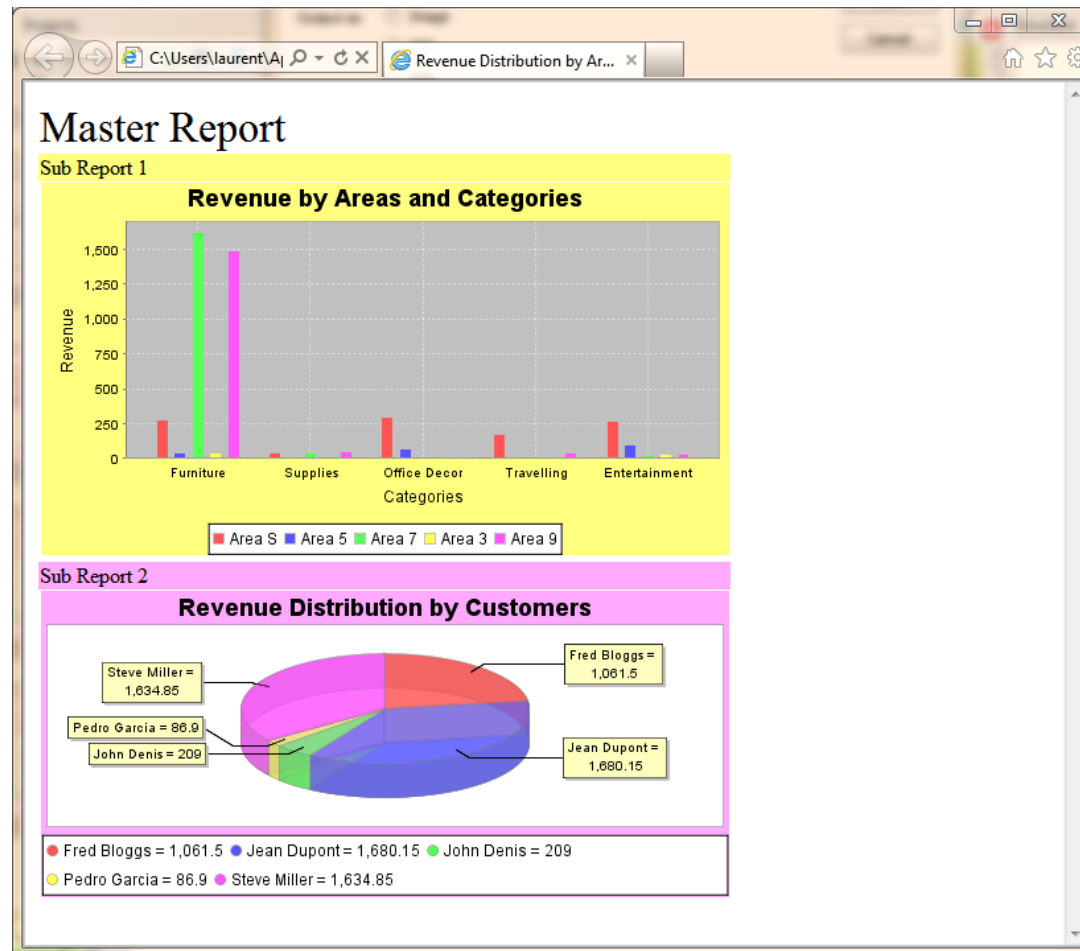 Output as:
Image
Cancel
C:\Users\laurent\A
Revenue Distribution by Ar...
Master Report
Sub Report 1
Revenue by Areas and Categories
1,500
1,250
1,000
750
500
250
0
Revenue
Furniture Supplies Office Decor Travelling Entertainment
Categories
Area S Area 5 Area 7 Area 3 Area 9
Sub Report 2
Revenue Distribution by Customers
Steve Miller =
1,634.85
Fred Bloggs =
1,061.5
Pedro Garcia = 86.9
John Denis = 209
Jean Dupont =
1,680.15
Fred Bloggs = 1,061.5 Jean Dupont = 1,680.15 John Denis = 209
Pedro Garcia = 86.9 Steve Miller = 1,634.85